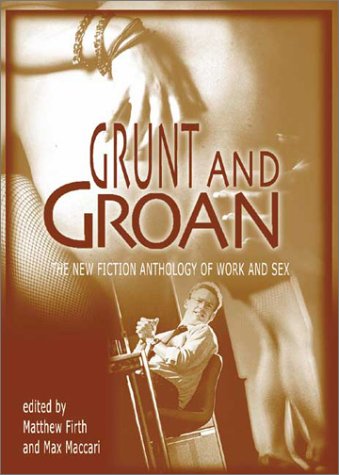 GRUNT AND
GROAN
THE NEW FICTION ANTHOLOGY OF WORK AND SEX
edited by
Matthew Firth
and Max Maccari